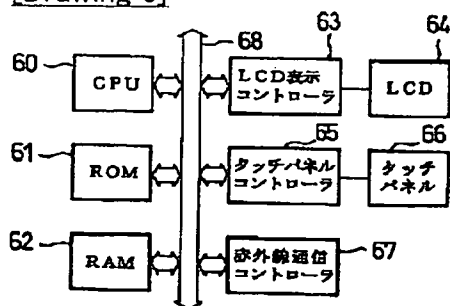 [Drawing 6]
68
63
64
60
CPU
LCD表示
コントローラ
LCD
65
66
61
ROM
タッチパネル
コントローラ
タッチ
パネル
62
RAM
赤外線通信
コントローラ
67